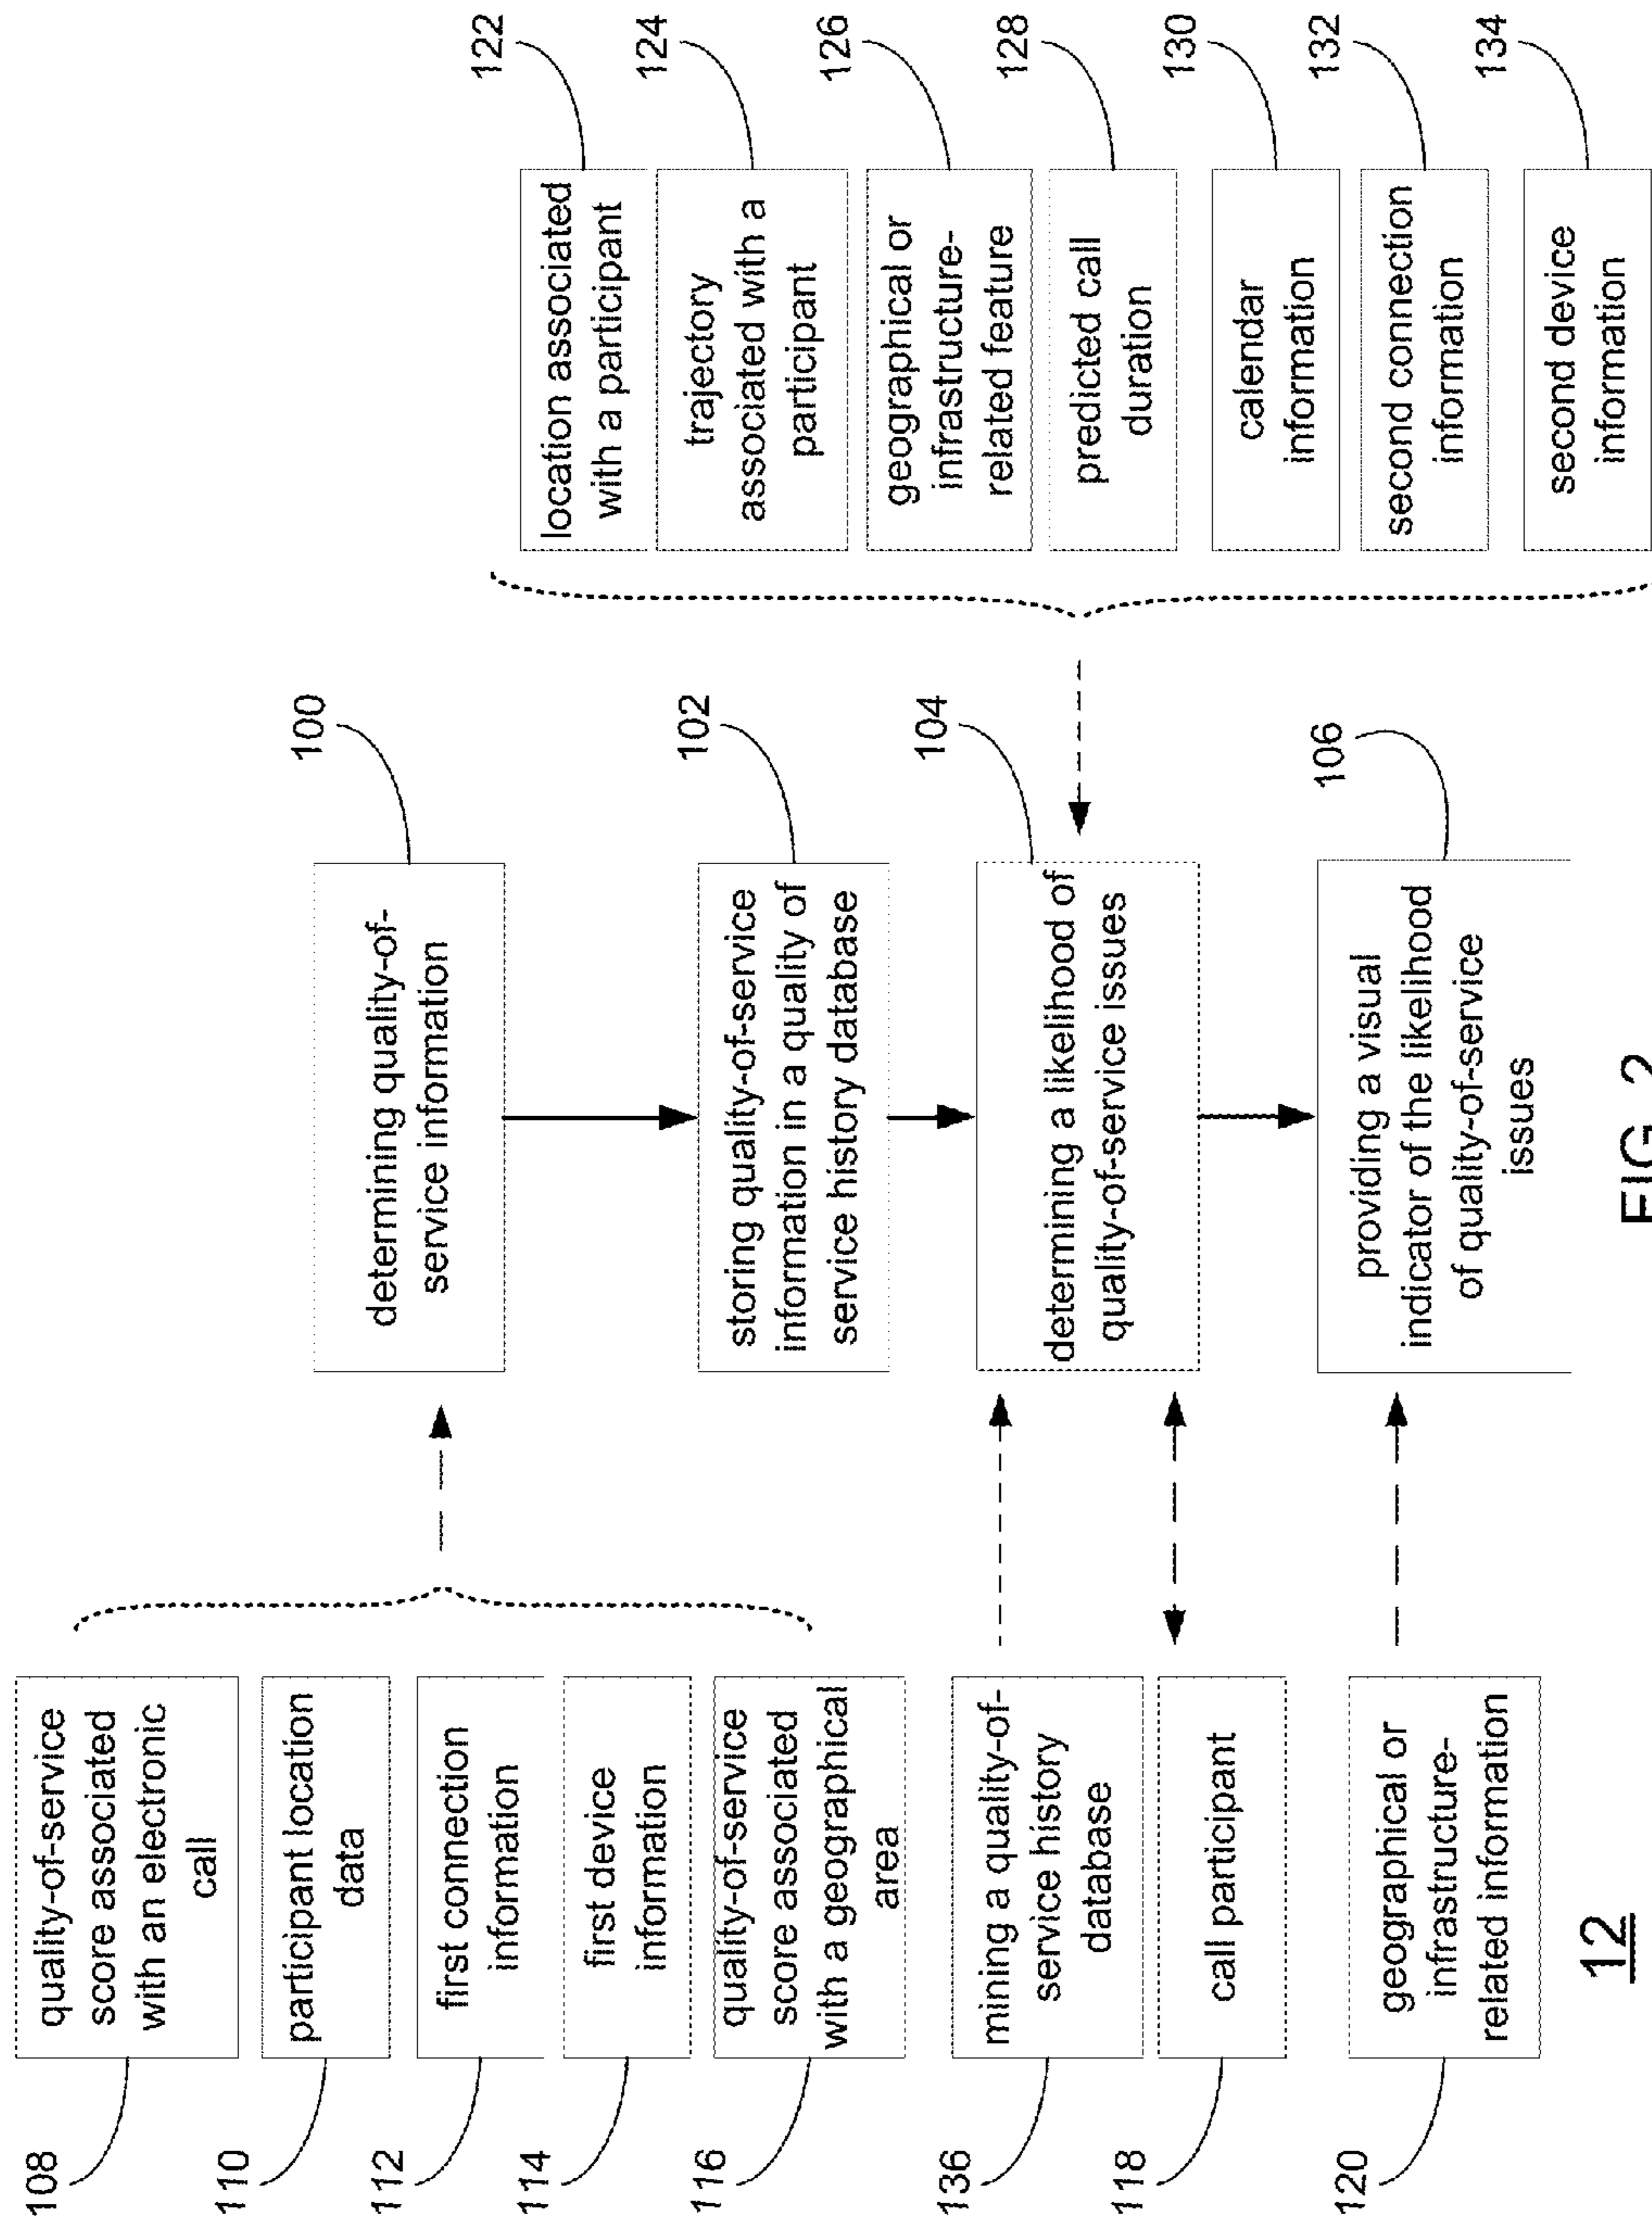 108
quality-of-service
score associated
with an electronic
call
110
participant location
data
112
first connection
information
114
first device
information
116
quality-of-service
score associated
with a geographical
area
136
mining a quality-of-
service history
database
118
call participant
120
geographical or
infrastructure-
related information
12
100
determining quality-of-
service information
102
storing quality-of-service
information in a quality of
service history database
104
determining a likelihood of
quality-of-service issues
106
providing a visual
indicator of the likelihood
of quality-of-service
issues
FIG. 2
122
location associated
with a participant
124
trajectory
associated with a
participant
126
geographical or
infrastructure-
related feature
128
predicted call
duration
130
calendar
information
132
second connection
information
134
second device
information